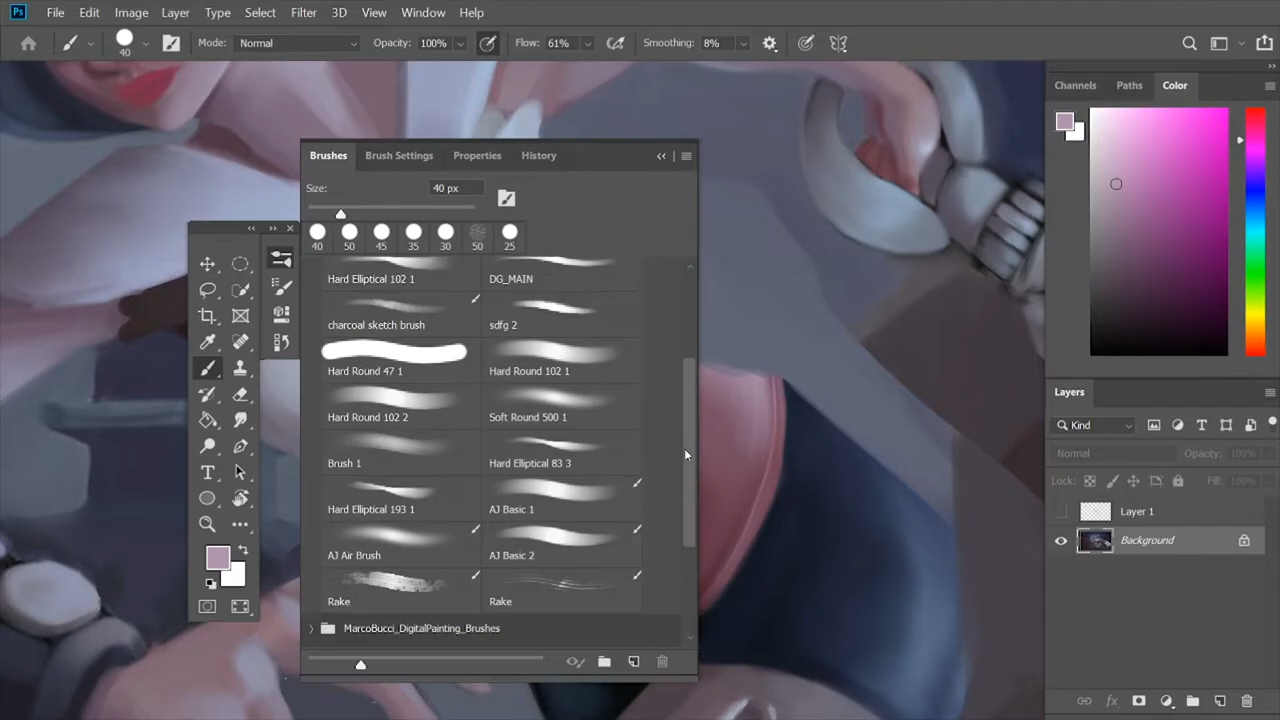 Ps File Edit Image Layer Type Select Filter 3D View Window Help
40 Mode: Normal Opacity: 100% Flow: 61% Smoothing: 8%
Channels Paths Color
Brushes Brush Settings Properties History
Size: 40 px
40 50 45 35 30 50 25
Hard Elliptical 102 1 DG_MAIN
charcoal sketch brush sdfg 2
Hard Round 47 1 Hard Round 102 1
Hard Round 102 2 Soft Round 500 1
Brush 1 Hard Elliptical 83 3
Hard Elliptical 193 1 AJ Basic 1
AJ Air Brush AJ Basic 2
Rake Rake
MarcoBucci_DigitalPainting_Brushes
Layers
Kind
Normal Opacity: 100%
Lock: Fill: 100%
Layer 1
Background